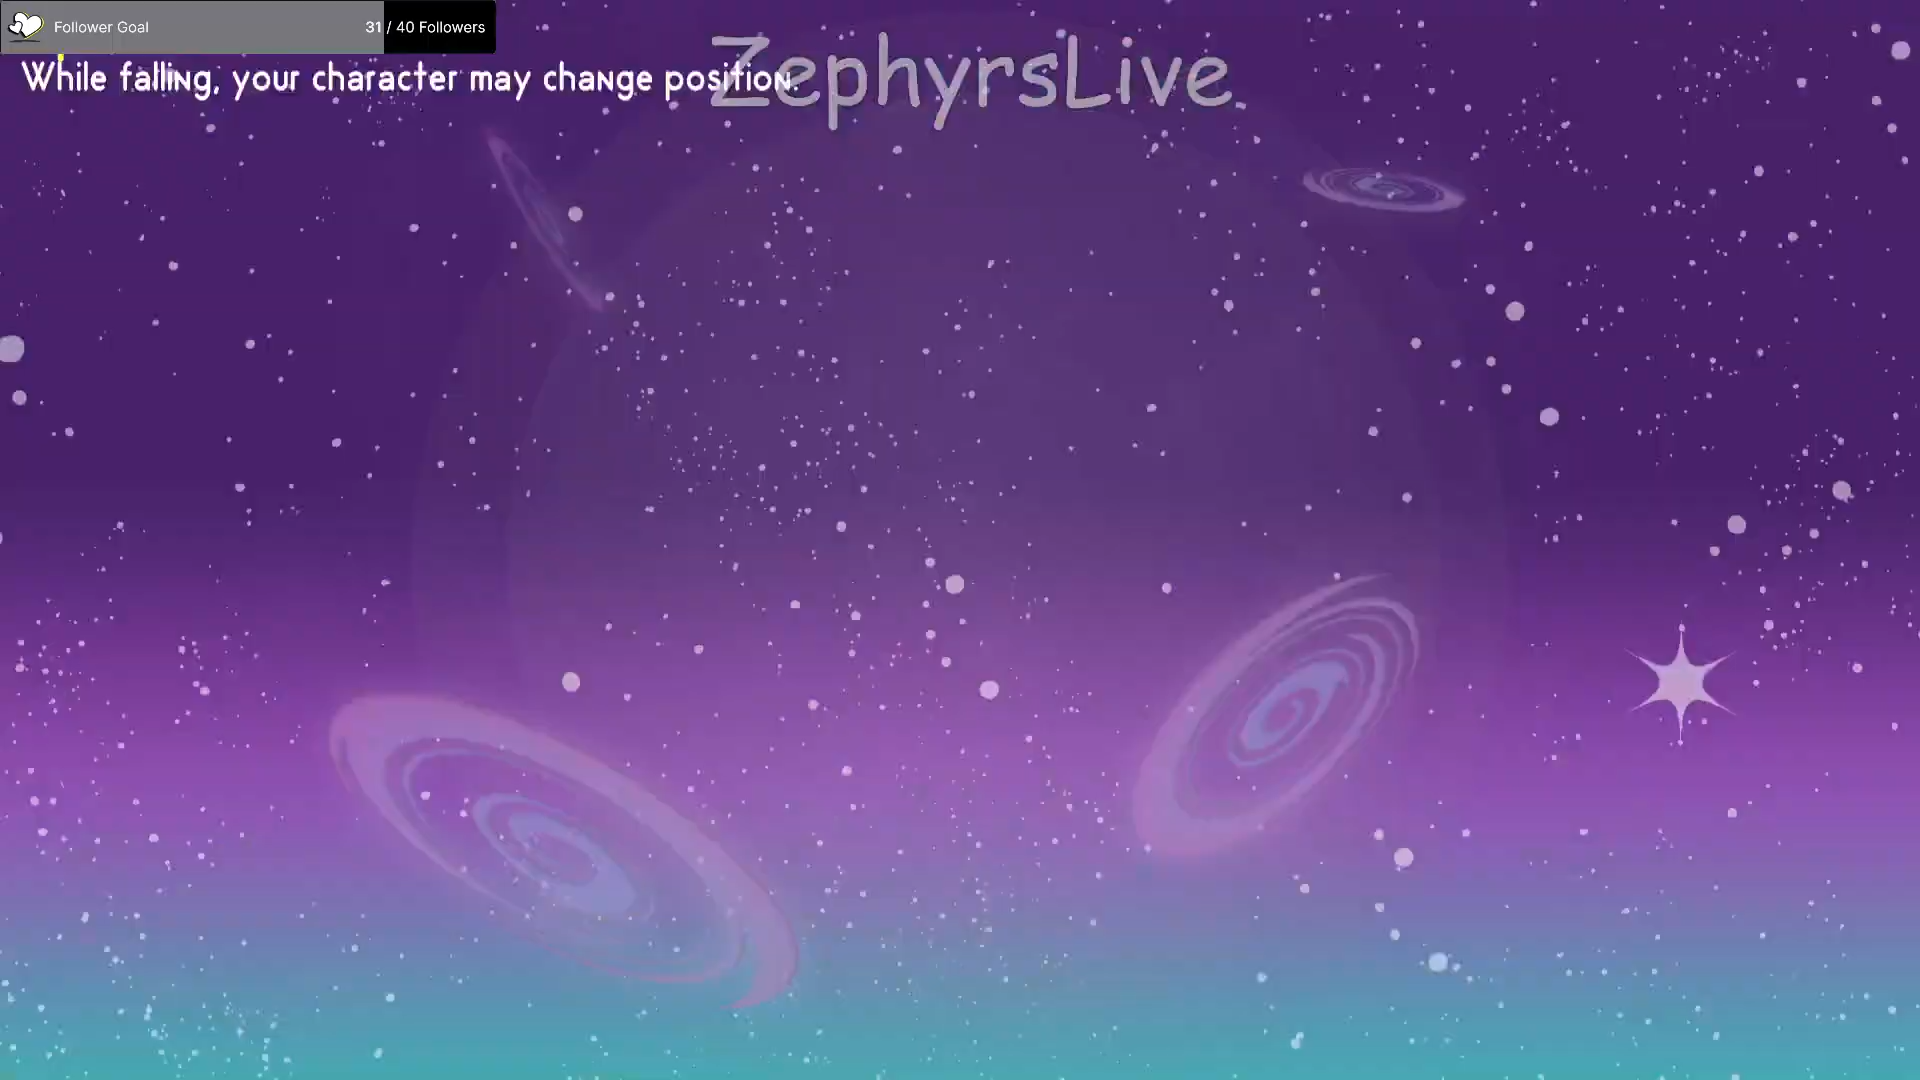 Follower Goal 31 / 40 Followers
While falling, your character may change position.
ZephyrsLive